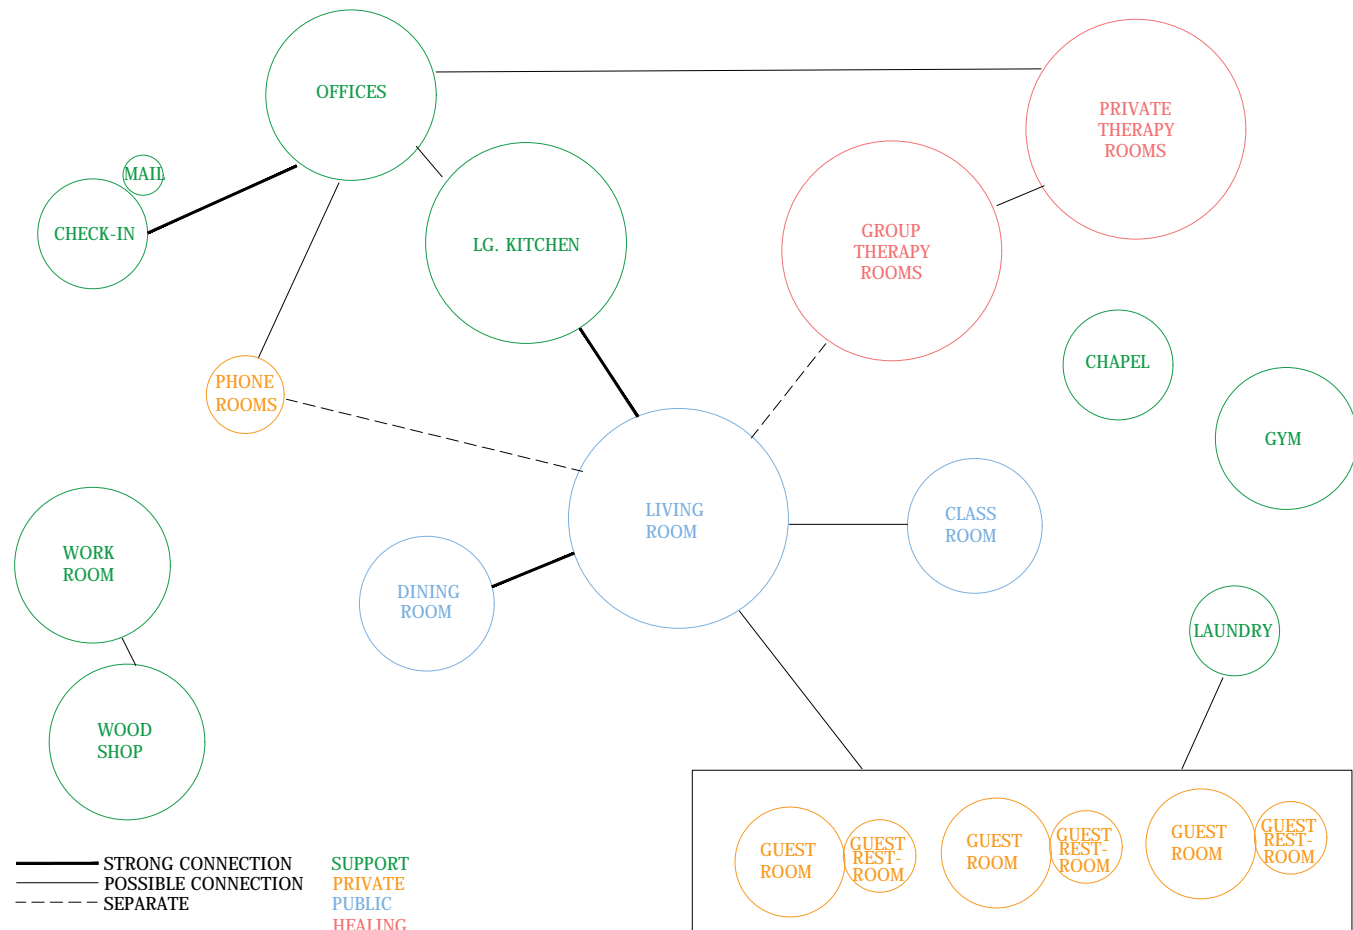 OFFICES
PRIVATE
THERAPY
ROOMS
MAIL
CHECK-IN
LG. KITCHEN
GROUP
THERAPY
ROOMS
CHAPEL
PHONE
ROOMS
GYM
LIVING
ROOM
CLASS
ROOM
WORK
ROOM
DINING
ROOM
LAUNDRY
WOOD
SHOP
GUEST
ROOM
GUEST
REST-
ROOM
GUEST
ROOM
GUEST
REST-
ROOM
GUEST
ROOM
GUEST
REST-
ROOM
STRONG CONNECTION
POSSIBLE CONNECTION
SEPARATE
SUPPORT
PRIVATE
PUBLIC
HEALING